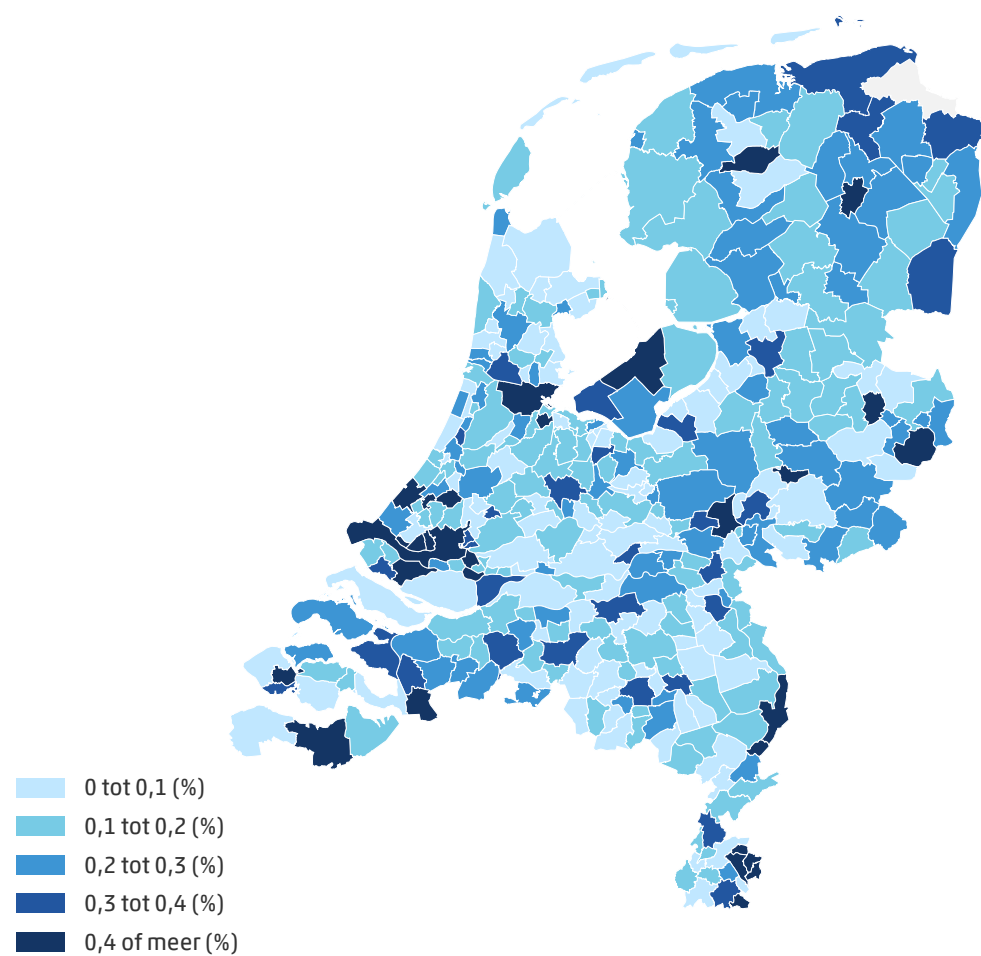 0 tot 0,1 (%)
0,1 tot 0,2 (%)
0,2 tot 0,3 (%)
0,3 tot 0,4 (%)
0,4 of meer (%)